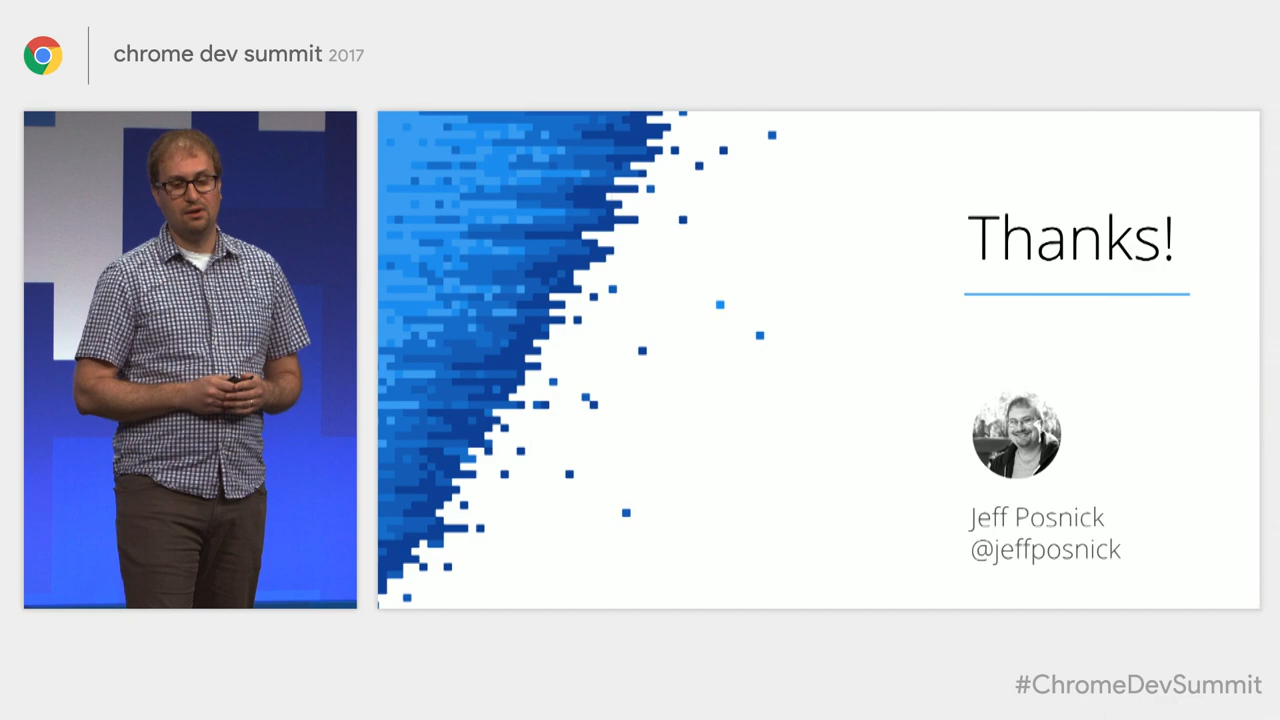 chrome dev summit 2017
Thanks!
Jeff Posnick
@jeffposnick
#ChromeDevSummit